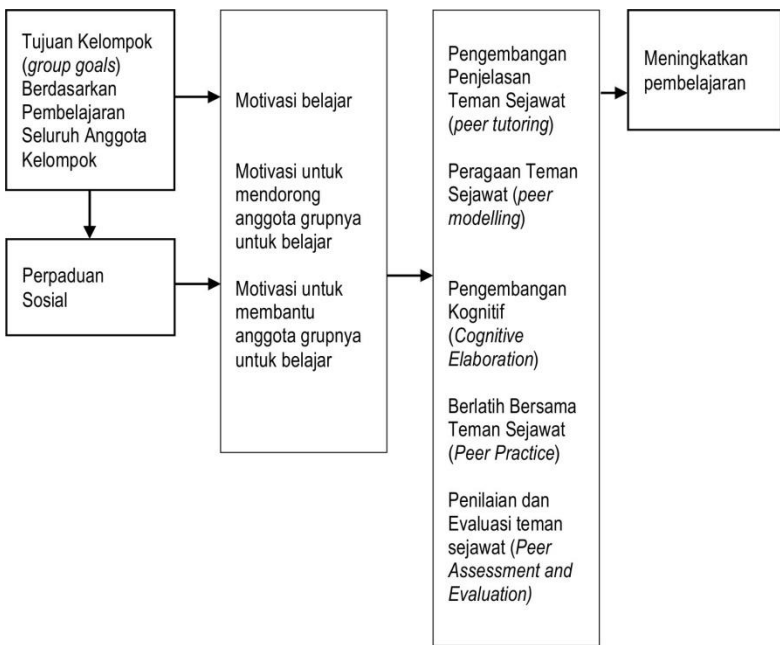 Tujuan Kelompok
(group goals)
Berdasarkan
Pembelajaran
Seluruh Anggota
Kelompok
Perpaduan
Sosial
Motivasi belajar
Motivasi untuk
mendorong
anggota grupnya
untuk belajar
Motivasi untuk
membantu
anggota grupnya
untuk belajar
Pengembangan
Penjelasan
Teman Sejawat
(peer tutoring)
Peragaan Teman
Sejawat (peer
modelling)
Pengembangan
Kognitif
(Cognitive
Elaboration)
Berlatih Bersama
Teman Sejawat
(Peer Practice)
Penilaian dan
Evaluasi teman
sejawat (Peer
Assessment and
Evaluation)
Meningkatkan
pembelajaran